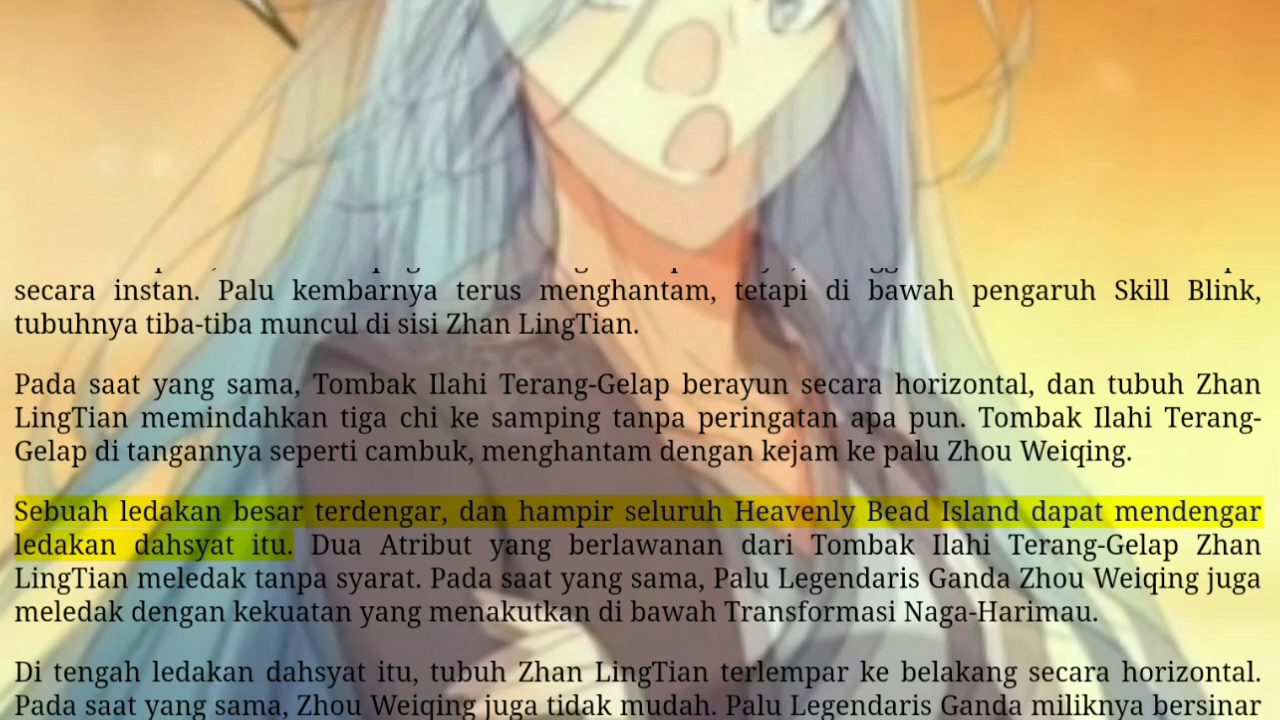 secara instan. Palu kembarnya terus menghantam, tetapi di bawah pengaruh Skill Blink,
tubuhnya tiba-tiba muncul di sisi Zhan LingTian.
Pada saat yang sama, Tombak Ilahi Terang-Gelap berayun secara horizontal, dan tubuh Zhan
LingTian memindahkan tiga chi ke samping tanpa peringatan apa pun. Tombak Ilahi Terang-
Gelap di tangannya seperti cambuk, menghantam dengan kejam ke palu Zhou Weiqing.
Sebuah ledakan besar terdengar, dan hampir seluruh Heavenly Bead Island dapat mendengar
ledakan dahsyat itu. Dua Atribut yang berlawanan dari Tombak Ilahi Terang-Gelap Zhan
LingTian meledak tanpa syarat. Pada saat yang sama, Palu Legendaris Ganda Zhou Weiqing juga
meledak dengan kekuatan yang menakutkan di bawah Transformasi Naga-Harimau.
Di tengah ledakan dahsyat itu, tubuh Zhan LingTian terlempar ke belakang secara horizontal.
Pada saat yang sama, Zhou Weiqing juga tidak mudah. Palu Legendaris Ganda miliknya bersinar